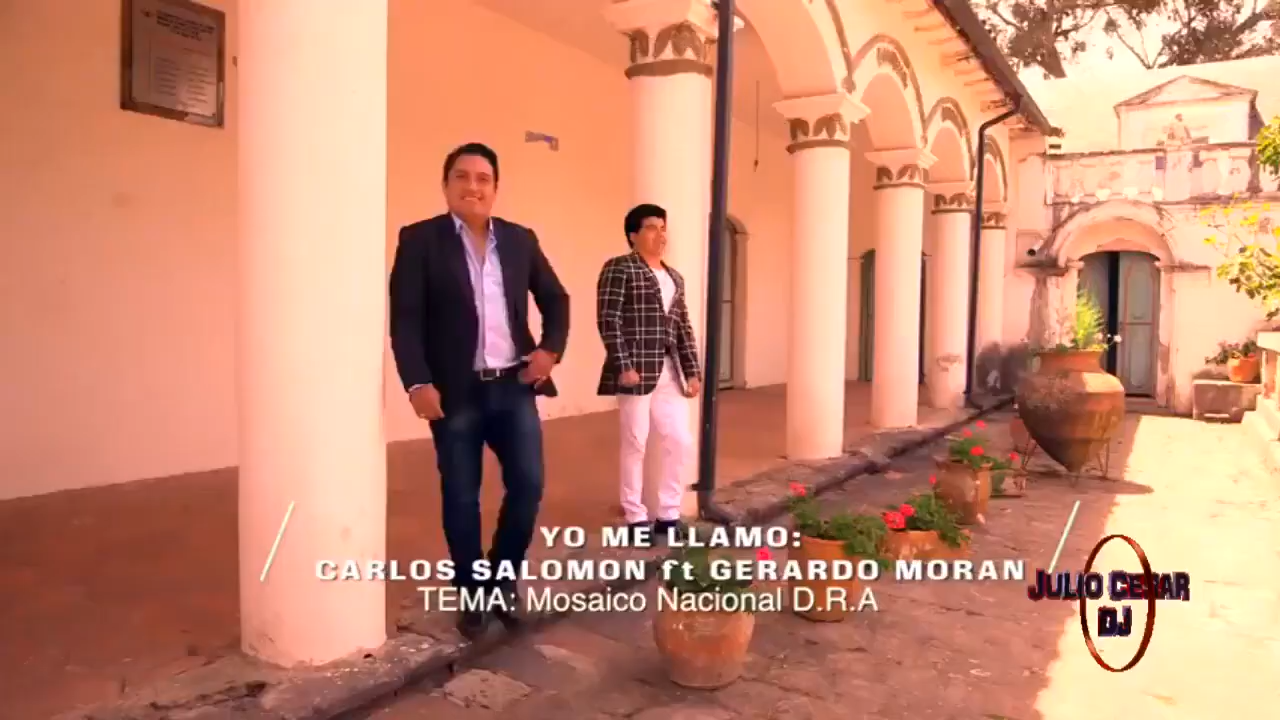 YO ME LLAMO:
CARLOS SALOMON ft GERARDO MORAN
TEMA: Mosaico Nacional D.R.A
JULIO CESAR
DJ